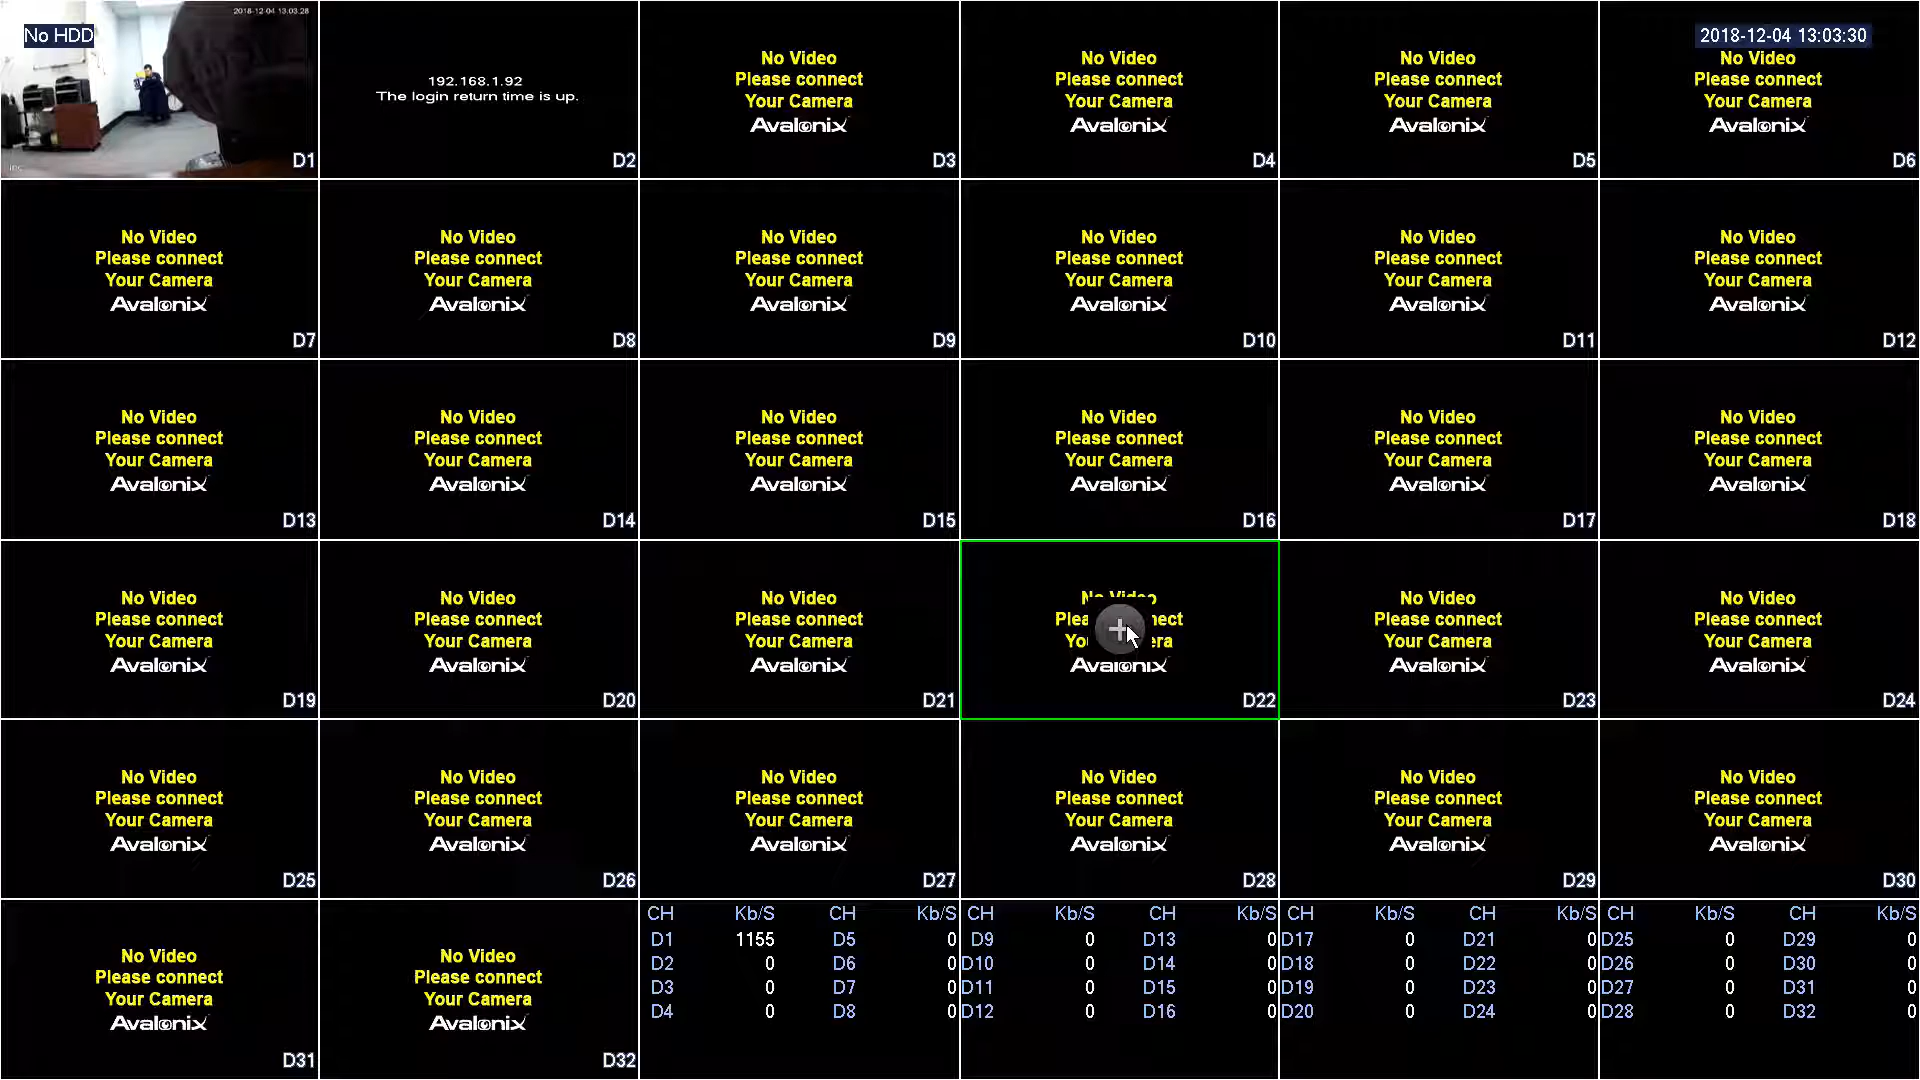 2018-12-04 13:03:28
No HDD
D1
192.168.1.92
The login return time is up.
D2
No Video
Please connect
Your Camera
Avalonix
D3
No Video
Please connect
Your Camera
Avalonix
D4
No Video
Please connect
Your Camera
Avalonix
D5
2018-12-04 13:03:30
No Video
Please connect
Your Camera
Avalonix
D6
No Video
Please connect
Your Camera
Avalonix
D7
No Video
Please connect
Your Camera
Avalonix
D8
No Video
Please connect
Your Camera
Avalonix
D9
No Video
Please connect
Your Camera
Avalonix
D10
No Video
Please connect
Your Camera
Avalonix
D11
No Video
Please connect
Your Camera
Avalonix
D12
No Video
Please connect
Your Camera
Avalonix
D13
No Video
Please connect
Your Camera
Avalonix
D14
No Video
Please connect
Your Camera
Avalonix
D15
No Video
Please connect
Your Camera
Avalonix
D16
No Video
Please connect
Your Camera
Avalonix
D17
No Video
Please connect
Your Camera
Avalonix
D18
No Video
Please connect
Your Camera
Avalonix
D19
No Video
Please connect
Your Camera
Avalonix
D20
No Video
Please connect
Your Camera
Avalonix
D21
No Video
Avalonix
D22
No Video
Please connect
Your Camera
Avalonix
D23
No Video
Please connect
Your Camera
Avalonix
D24
No Video
Please connect
Your Camera
Avalonix
D25
No Video
Please connect
Your Camera
Avalonix
D26
No Video
Please connect
Your Camera
Avalonix
D27
No Video
Please connect
Your Camera
Avalonix
D28
No Video
Please connect
Your Camera
Avalonix
D29
No Video
Please connect
Your Camera
Avalonix
D30
No Video
Please connect
Your Camera
Avalonix
D31
No Video
Please connect
Your Camera
Avalonix
D32
CH Kb/S CH Kb/S CH Kb/S CH Kb/S CH Kb/S CH Kb/S CH Kb/S CH Kb/S
D1 1155 D5 0 D9 0 D13 0 D17 0 D21 0 D25 0 D29 0
D2 0 D6 0 D10 0 D14 0 D18 0 D22 0 D26 0 D30 0
D3 0 D7 0 D11 0 D15 0 D19 0 D23 0 D27 0 D31 0
D4 0 D8 0 D12 0 D16 0 D20 0 D24 0 D28 0 D32 0